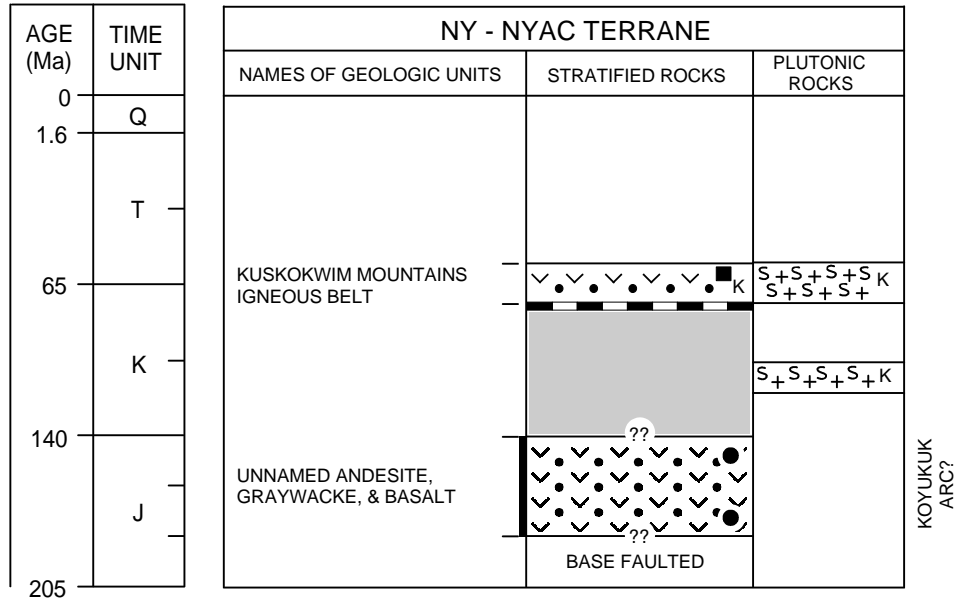 AGE
(Ma)
TIME
UNIT
NY - NYAC TERRANE
NAMES OF GEOLOGIC UNITS
STRATIFIED ROCKS
PLUTONIC
ROCKS
0
Q
1.6
T
KUSKOKWIM MOUNTAINS
IGNEOUS BELT
K
S+S+S+S K
S+S+S+
65
K
S+S+S+S+K
140
??
UNNAMED ANDESITE,
GRAYWACKE, & BASALT
J
??
BASE FAULTED
205
KOYUKUK
ARC?